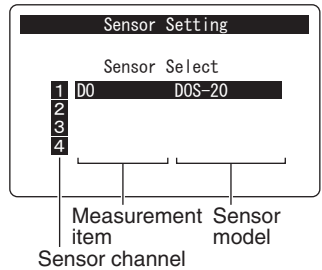 Sensor Setting
Sensor Select
1 DO DOS-20
2
3
4
Measurement item
Sensor model
Sensor channel